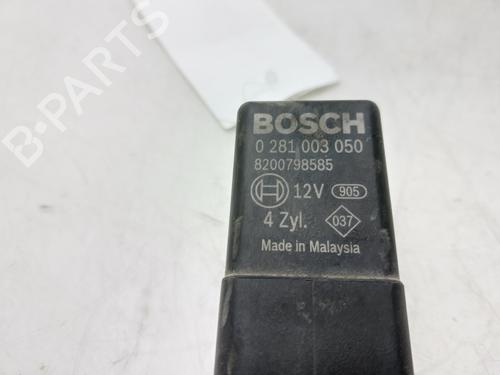 BOSCH
0 281 003 050
8200798585
12V 905
4 Zyl. 037
Made in Malaysia
B-PARTS